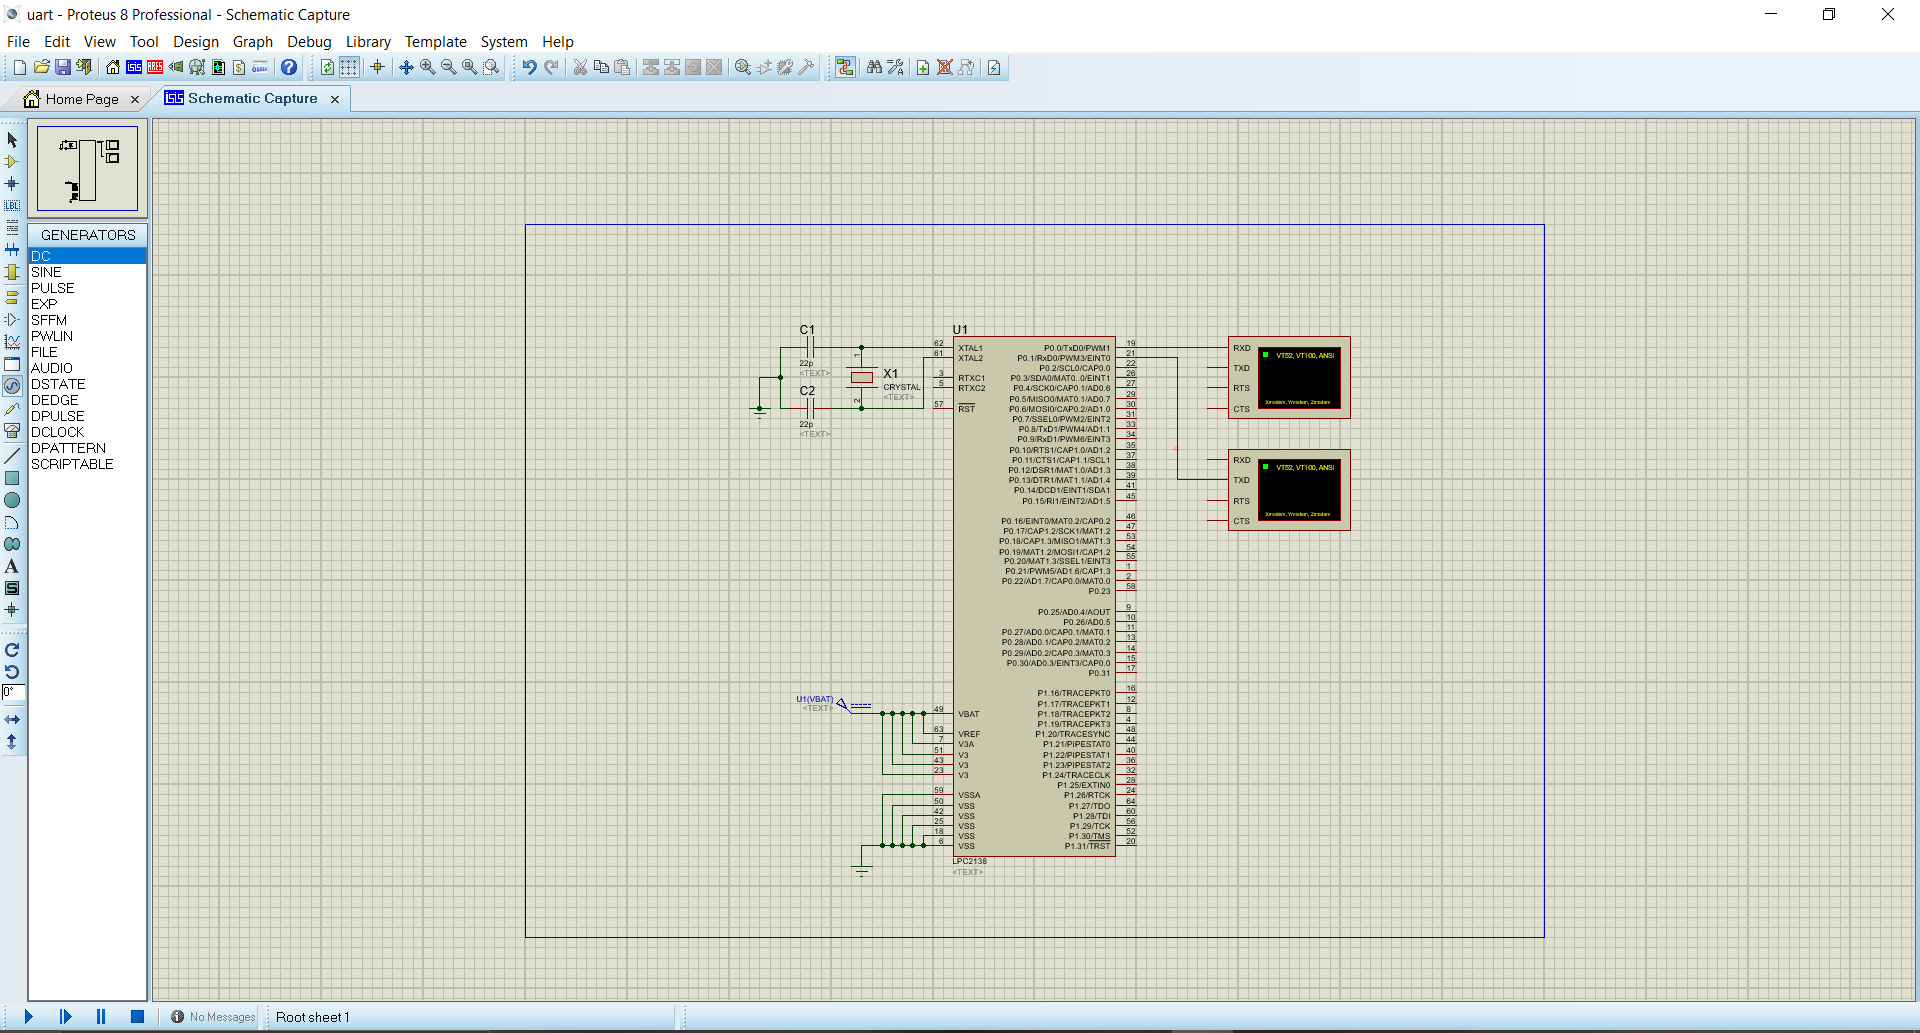 uart - Proteus 8 Professional - Schematic Capture
File Edit View Tool Design Graph Debug Library Template System Help
Home Page
Schematic Capture
LBL
GENERATORS
DC
SINE
PULSE
EXP
SFFM
PWLIN
FILE
AUDIO
DSTATE
DEDGE
DPULSE
DCLOCK
DPATTERN
SCRIPTABLE
0°
C1
22p
<TEXT>
C2
22p
<TEXT>
1
X1
CRYSTAL
<TEXT>
2
U1
62 XTAL1
61 XTAL2
3 RTXC1
5 RTXC2
57 RST
U1(VBAT)
<TEXT>
49 VBAT
63 VREF
7 V3A
51 V3
43 V3
23 V3
59 VSSA
50 VSS
42 VSS
25 VSS
18 VSS
6 VSS
P0.0/TxD0/PWM1 19
P0.1/RxD0/PWM3/EINT0 21
P0.2/SCL0/CAP0.0 22
P0.3/SDA0/MAT0..0/EINT1 26
P0.4/SCK0/CAP0.1/AD0.6 27
P0.5/MISO0/MAT0.1/AD0.7 29
P0.6/MOSI0/CAP0.2/AD1.0 30
P0.7/SSEL0/PWM2/EINT2 31
P0.8/TxD1/PWM4/AD1.1 33
P0.9/RxD1/PWM6/EINT3 34
P0.10/RTS1/CAP1.0/AD1.2 35
P0.11/CTS1/CAP1.1/SCL1 37
P0.12/DSR1/MAT1.0/AD1.3 38
P0.13/DTR1/MAT1.1/AD1.4 39
P0.14/DCD1/EINT1/SDA1 41
P0.15/RI1/EINT2/AD1.5 45
P0.16/EINT0/MAT0.2/CAP0.2 46
P0.17/CAP1.2/SCK1/MAT1.2 47
P0.18/CAP1.3/MISO1/MAT1.3 53
P0.19/MAT1.2/MOSI1/CAP1.2 54
P0.20/MAT1.3/SSEL1/EINT3 55
P0.21/PWM5/AD1.6/CAP1.3 1
P0.22/AD1.7/CAP0.0/MAT0.0 2
P0.23 58
P0.25/AD0.4/AOUT 9
P0.26/AD0.5 10
P0.27/AD0.0/CAP0.1/MAT0.1 11
P0.28/AD0.1/CAP0.2/MAT0.2 13
P0.29/AD0.2/CAP0.3/MAT0.3 14
P0.30/AD0.3/EINT3/CAP0.0 15
P0.31 17
P1.16/TRACEPKT0 16
P1.17/TRACEPKT1 12
P1.18/TRACEPKT2 8
P1.19/TRACEPKT3 4
P1.20/TRACESYNC 48
P1.21/PIPESTAT0 44
P1.22/PIPESTAT1 40
P1.23/PIPESTAT2 36
P1.24/TRACECLK 32
P1.25/EXTIN0 28
P1.26/RTCK 24
P1.27/TDO 64
P1.28/TDI 60
P1.29/TCK 56
P1.30/TMS 52
P1.31/TRST 20
LPC2138
<TEXT>
RXD
TXD
RTS
CTS
VT52, VT100, ANSI
Xmodem, Ymodem, Zmodem
RXD
TXD
RTS
CTS
VT52, VT100, ANSI
Xmodem, Ymodem, Zmodem
No Messages
Root sheet 1